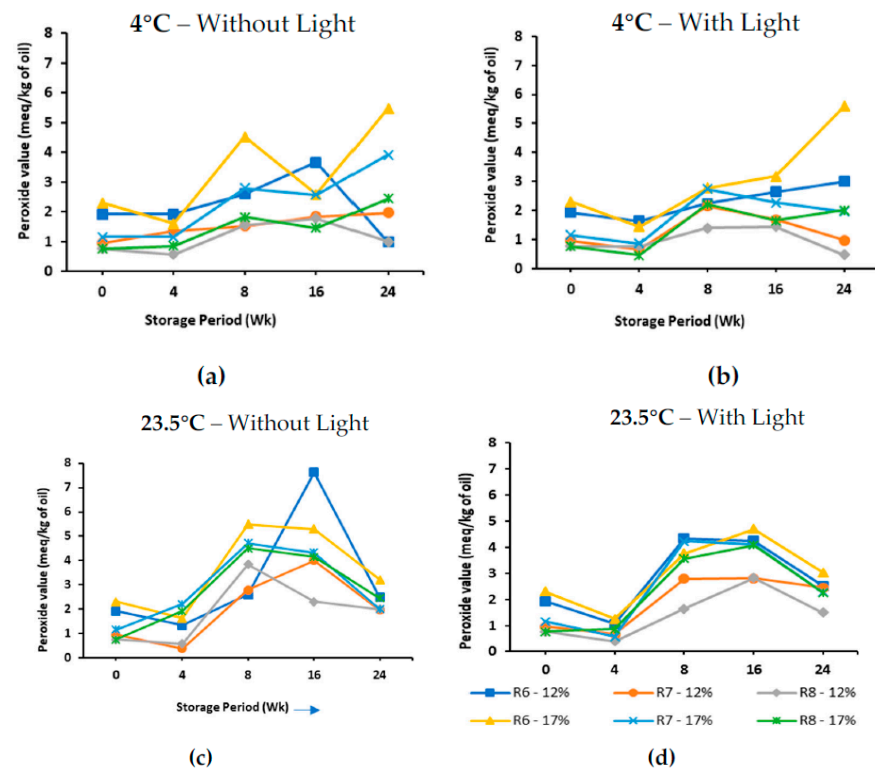 4°C – Without Light
Peroxide value (meq/kg of oil)
8
7
6
5
4
3
2
1
0
0 4 8 16 24
Storage Period (Wk)
(a)
4°C – With Light
Peroxide value (meq/kg of oil)
8
7
6
5
4
3
2
1
0
0 4 8 16 24
Storage Period (Wk)
(b)
23.5°C – Without Light
Peroxide value (meq/kg of oil)
8
7
6
5
4
3
2
1
0
0 4 8 16 24
Storage Period (Wk)
(c)
23.5°C – With Light
Peroxide value (meq/kg of oil)
8
7
6
5
4
3
2
1
0
0 4 8 16 24
R6 - 12% R7 - 12% R8 - 12%
R6 - 17% R7 - 17% R8 - 17%
(d)